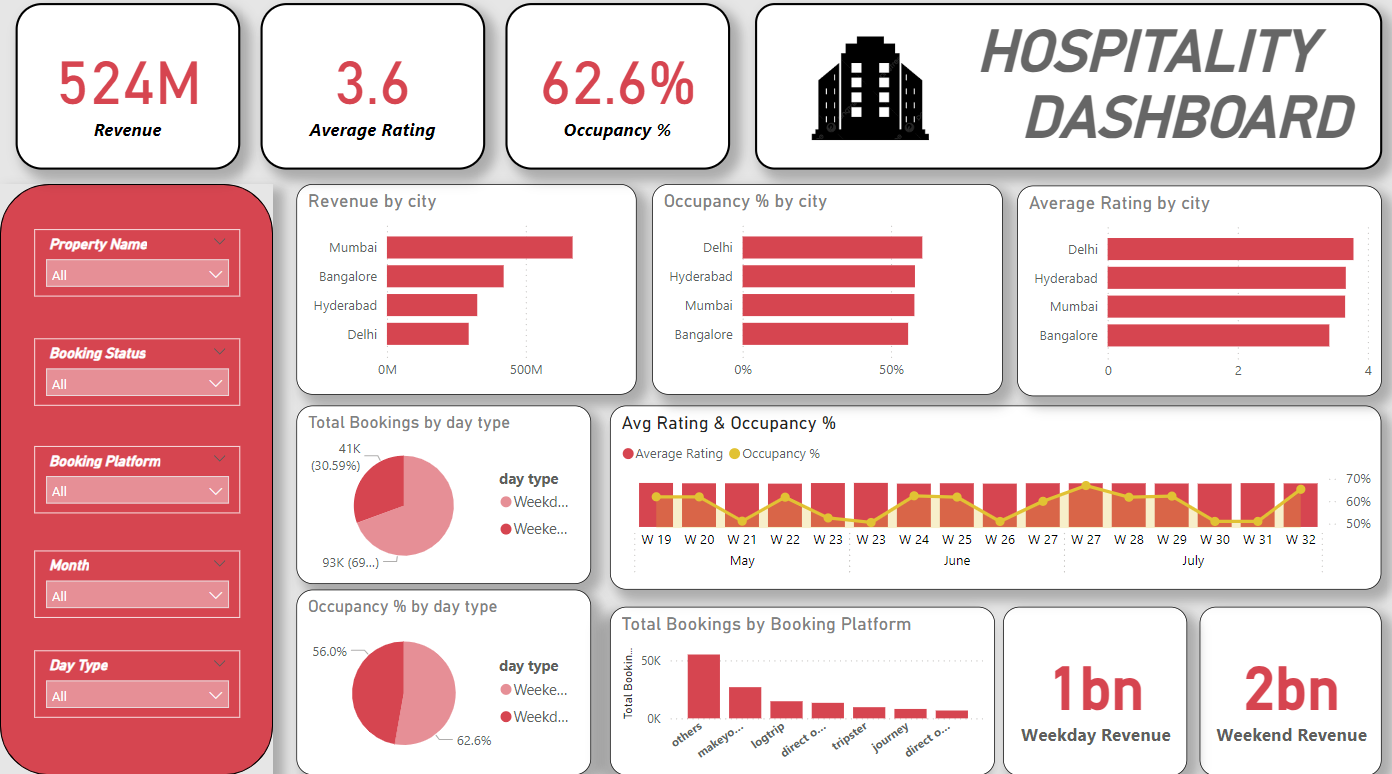 524M
Revenue
3.6
Average Rating
62.6%
Occupancy %
HOSPITALITY
DASHBOARD
Property Name
All
Booking Status
All
Booking Platform
All
Month
All
Day Type
All
Revenue by city
Mumbai
Bangalore
Hyderabad
Delhi
0M 500M
Occupancy % by city
Delhi
Hyderabad
Mumbai
Bangalore
0% 50%
Average Rating by city
Delhi
Hyderabad
Mumbai
Bangalore
0 2 4
Total Bookings by day type
41K
(30.59%)
93K (69...)
day type
Weekd...
Weeke...
Avg Rating & Occupancy %
Average Rating Occupancy %
70%
60%
50%
W 19 W 20 W 21 W 22 W 23 W 23 W 24 W 25 W 26 W 27 W 27 W 28 W 29 W 30 W 31 W 32
May June July
Occupancy % by day type
56.0%
62.6%
day type
Weeke...
Weekd...
Total Bookings by Booking Platform
Total Bookin...
50K
0K
others makeyo... logtrip direct o... tripster journey direct o...
1bn
Weekday Revenue
2bn
Weekend Revenue